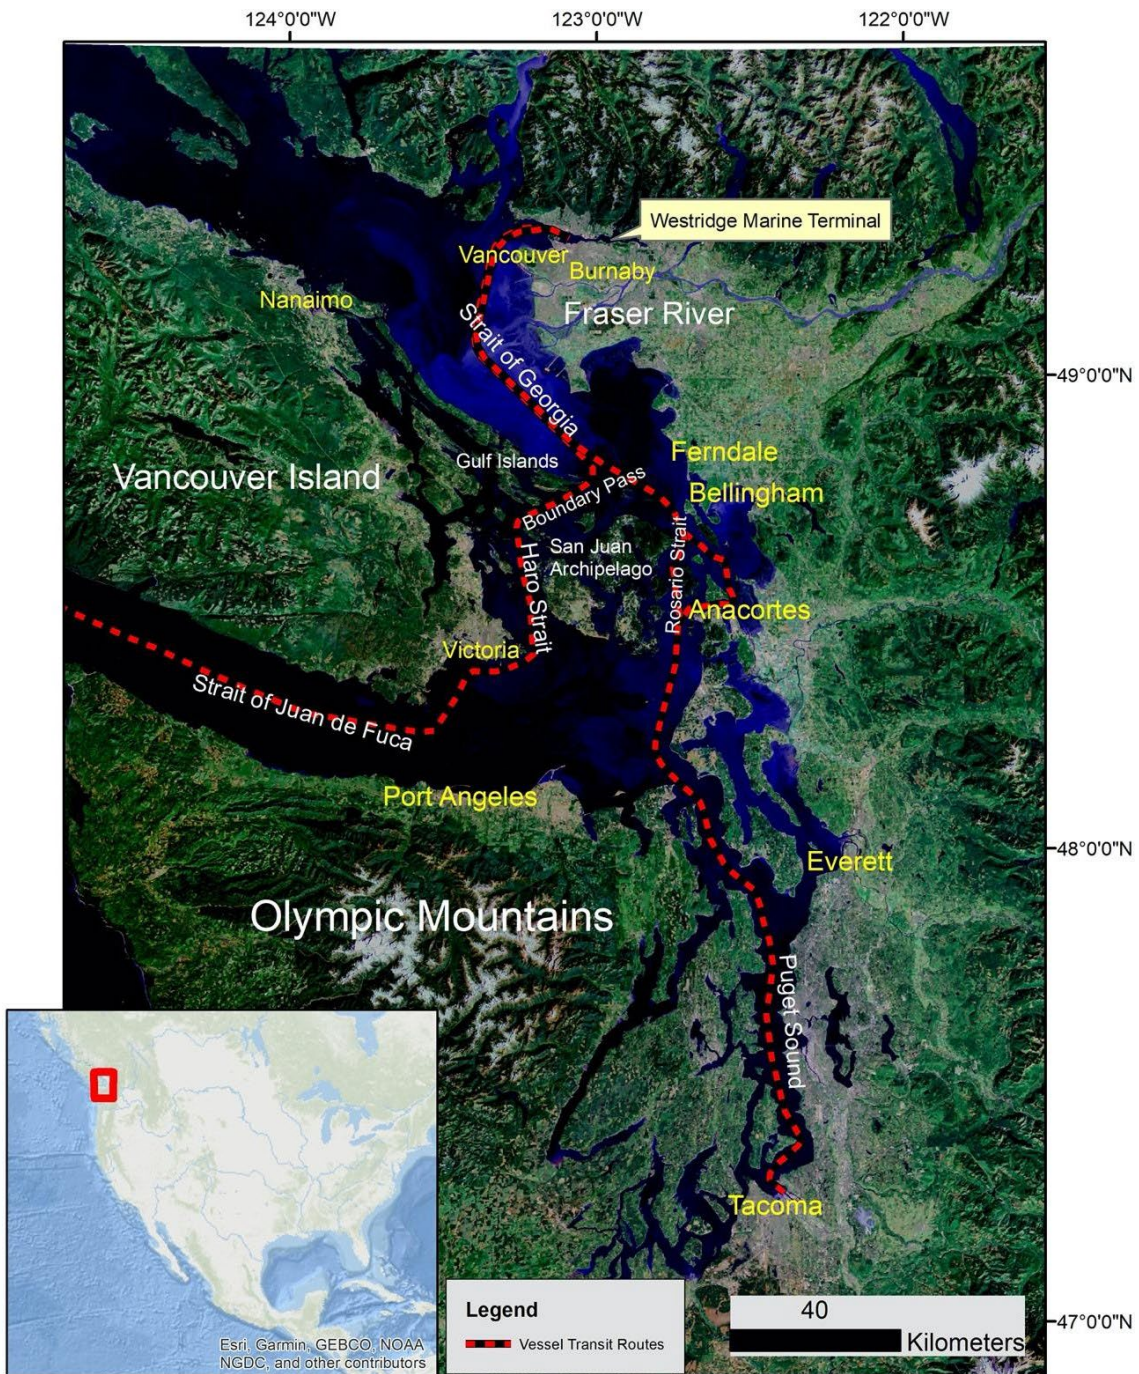 124°0'0"W
123°0'0"W
122°0'0"W
Westridge Marine Terminal
Vancouver
Burnaby
Nanaimo
Fraser River
Strait of Georgia
49°0'0"N
Ferndale
Gulf Islands
Vancouver Island
Bellingham
Boundary Pass
San Juan
Archipelago
Haro Strait
Rosario Strait
Anacortes
Victoria
Strait of Juan de Fuca
Port Angeles
48°0'0"N
Everett
Olympic Mountains
Puget Sound
Tacoma
Legend
Vessel Transit Routes
40
Kilometers
47°0'0"N
Esri, Garmin, GEBCO, NOAA
NGDC, and other contributors